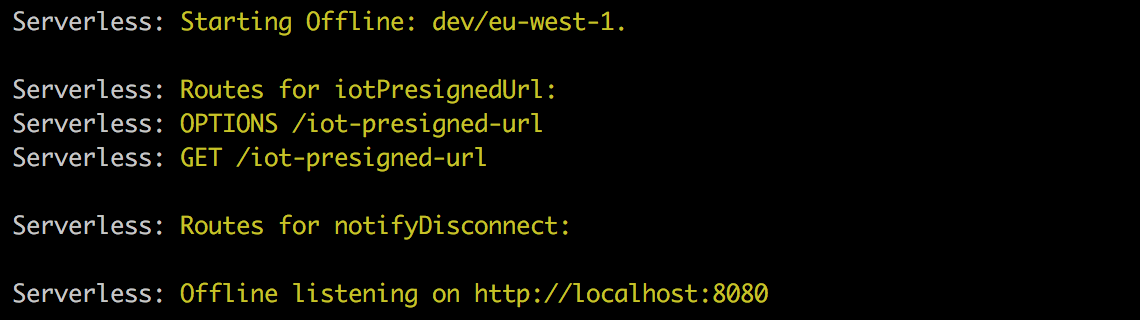 Serverless: Starting Offline: dev/eu-west-1.
Serverless: Routes for iotPresignedUrl:
Serverless: OPTIONS /iot-presigned-url
Serverless: GET /iot-presigned-url
Serverless: Routes for notifyDisconnect:
Serverless: Offline listening on http://localhost:8080